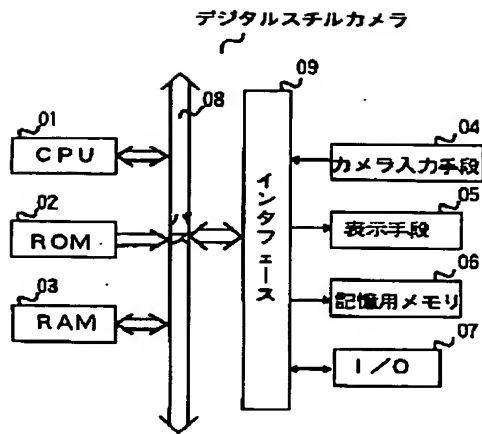 デジタルスチルカメラ
09
08
01
CPU
04
カメラ入力手段
05
02
ROM
表示手段
インタフェース
06
03
RAM
記憶用メモリ
07
I/O